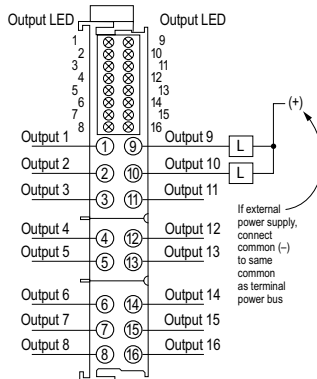 Output LED Output LED
1 9
2 10
3 11
4 12
5 13
6 14
7 15
8 16
Output 1 1 9 Output 9 L (+)
Output 2 2 10 Output 10 L
Output 3 3 11 Output 11
If external
power supply,
connect
common (–)
to same
common
as terminal
power bus
Output 4 4 12 Output 12
Output 5 5 13 Output 13
Output 6 6 14 Output 14
Output 7 7 15 Output 15
Output 8 8 16 Output 16